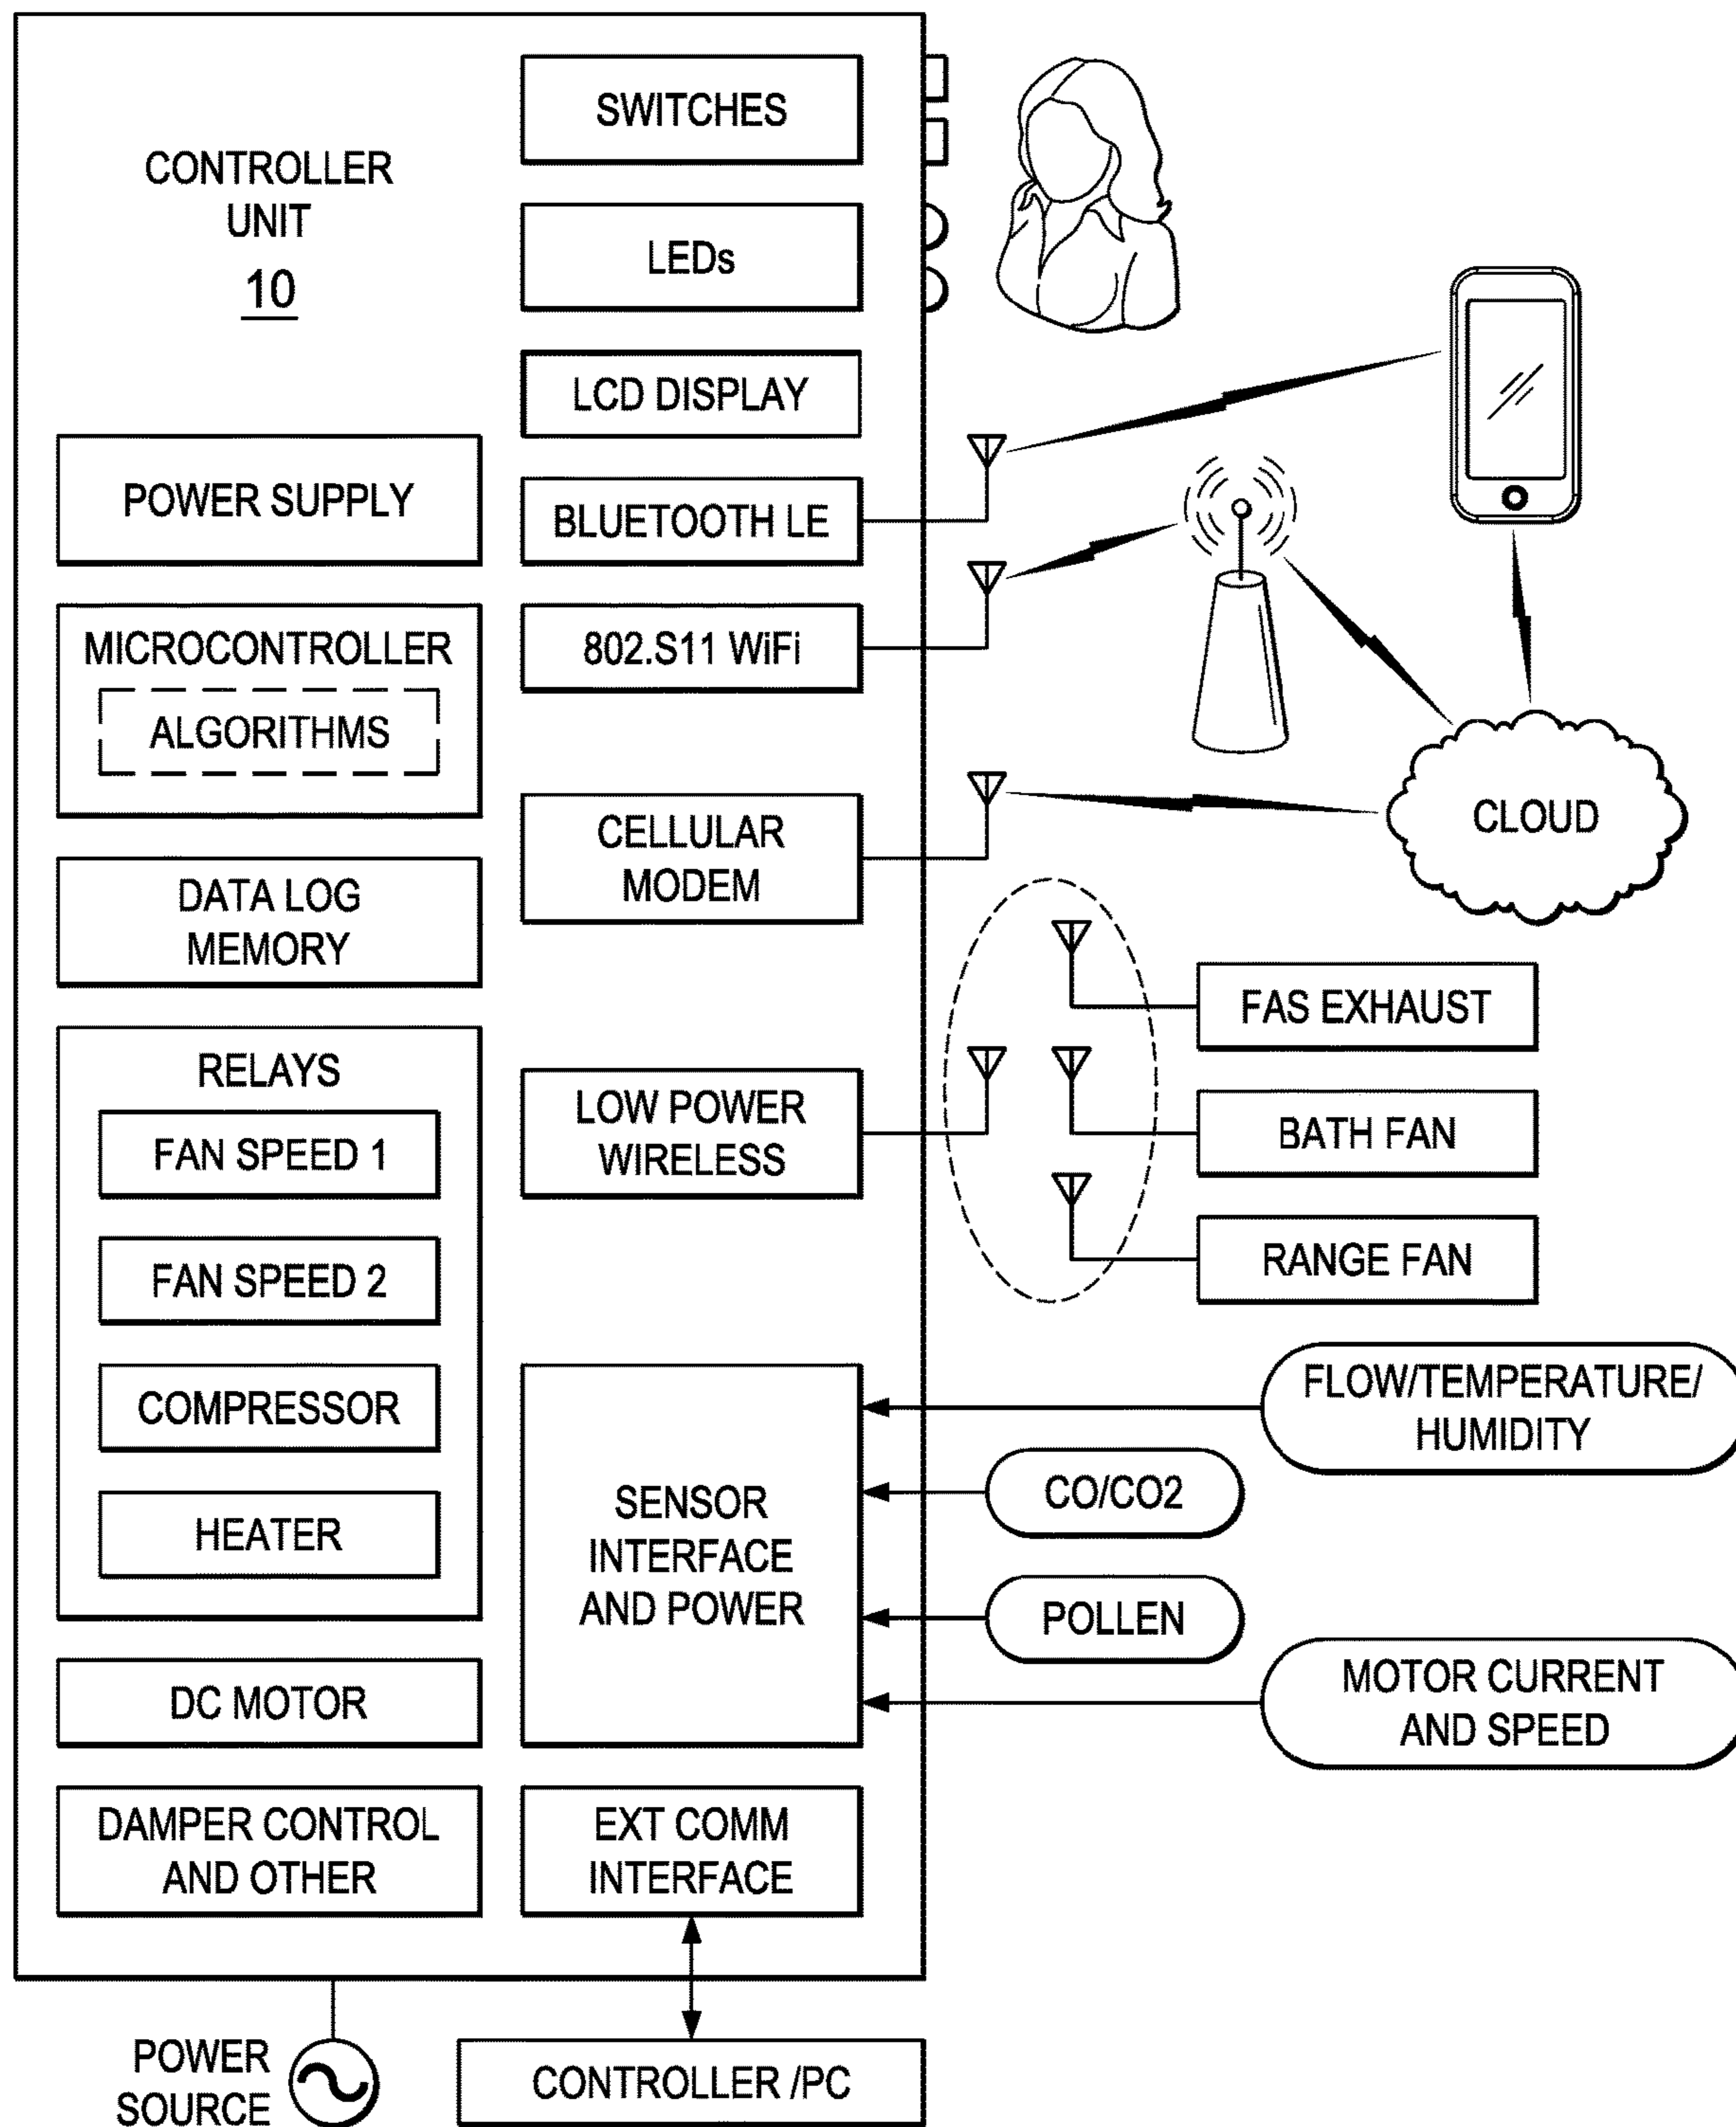 CONTROLLER
UNIT
10
SWITCHES
LEDs
LCD DISPLAY
POWER SUPPLY
BLUETOOTH LE
MICROCONTROLLER
ALGORITHMS
802.S11 WiFi
CLOUD
CELLULAR
MODEM
DATA LOG
MEMORY
FAS EXHAUST
RELAYS
FAN SPEED 1
FAN SPEED 2
COMPRESSOR
HEATER
LOW POWER
WIRELESS
BATH FAN
RANGE FAN
SENSOR
INTERFACE
AND POWER
FLOW/TEMPERATURE/
HUMIDITY
CO/CO2
POLLEN
MOTOR CURRENT
AND SPEED
DC MOTOR
DAMPER CONTROL
AND OTHER
EXT COMM
INTERFACE
POWER
SOURCE
CONTROLLER /PC